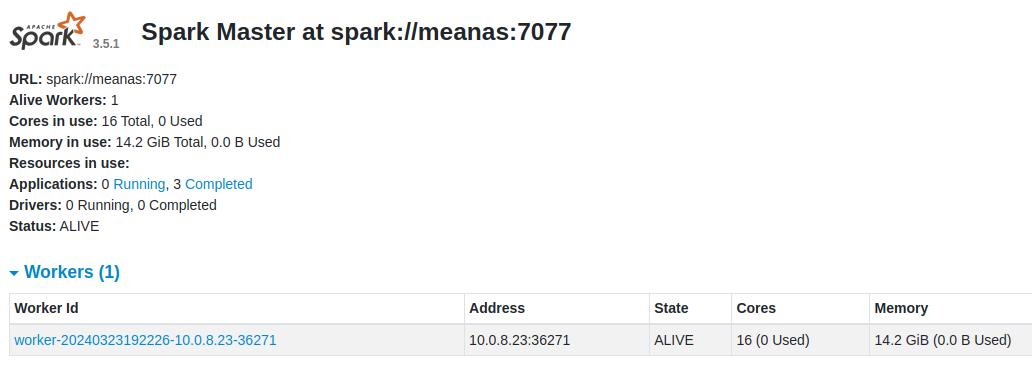 APACHE
Spark 3.5.1 Spark Master at spark://meanas:7077
URL: spark://meanas:7077
Alive Workers: 1
Cores in use: 16 Total, 0 Used
Memory in use: 14.2 GiB Total, 0.0 B Used
Resources in use:
Applications: 0 Running, 3 Completed
Drivers: 0 Running, 0 Completed
Status: ALIVE
Workers (1)
Worker Id Address State Cores Memory
worker-20240323192226-10.0.8.23-36271 10.0.8.23:36271 ALIVE 16 (0 Used) 14.2 GiB (0.0 B Used)